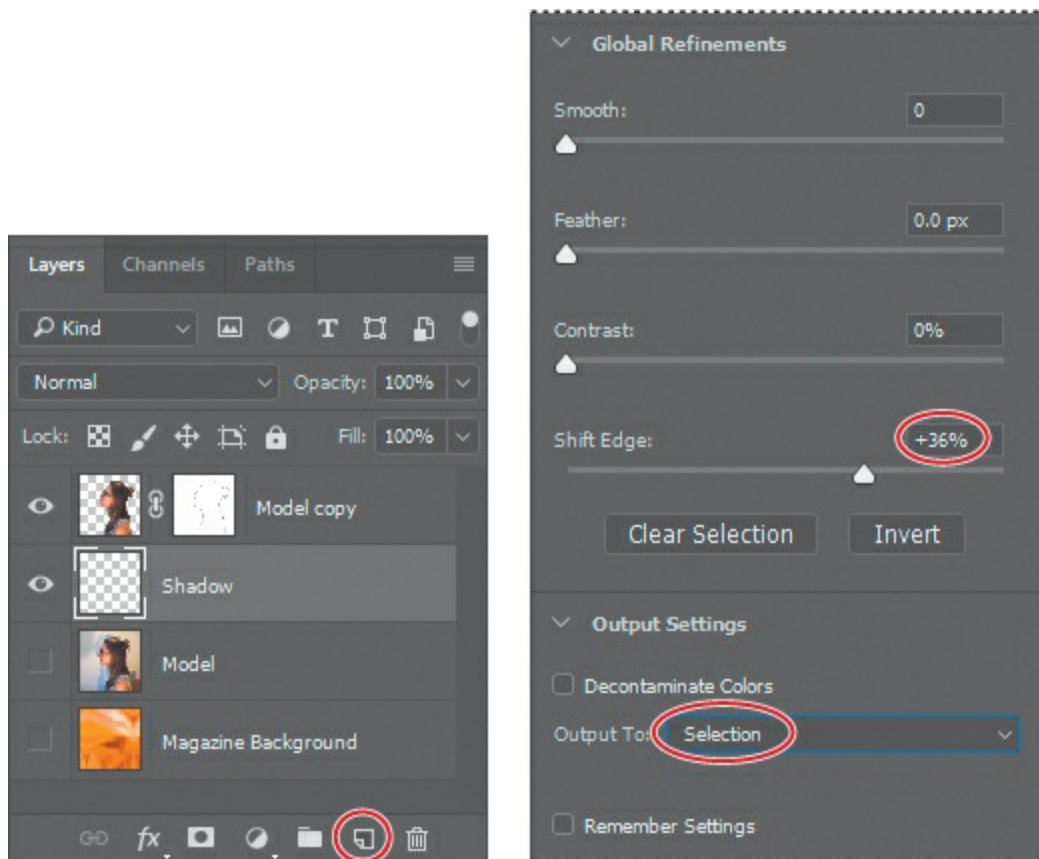 Layers Channels Paths
Kind
Normal Opacity: 100%
Lock: Fill: 100%
Model copy
Shadow
Model
Magazine Background
fx
Global Refinements
Smooth: 0
Feather: 0.0 px
Contrast: 0%
Shift Edge: +36%
Clear Selection Invert
Output Settings
Decontaminate Colors
Output To: Selection
Remember Settings